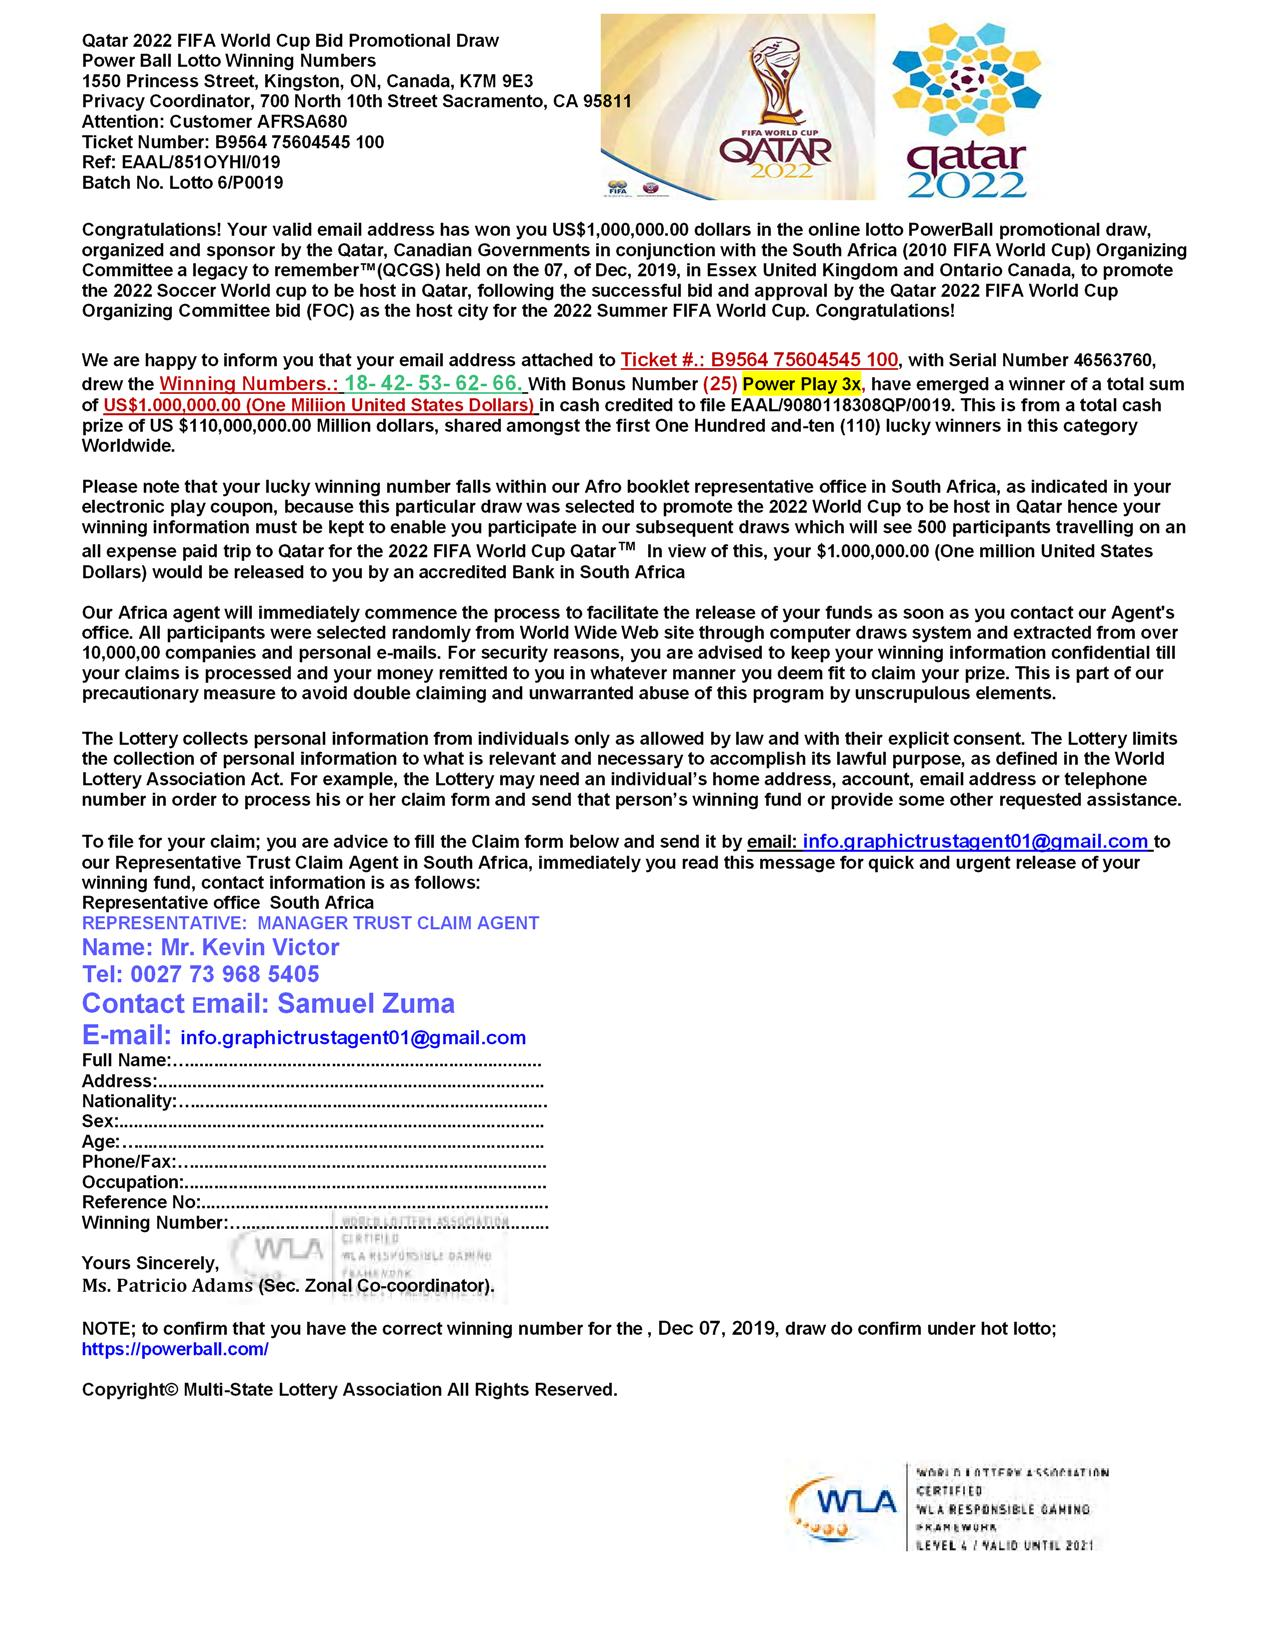 Qatar 2022 FIFA World Cup Bid Promotional Draw
Power Ball Lotto Winning Numbers
1550 Princess Street, Kingston, ON, Canada, K7M 9E3
Privacy Coordinator, 700 North 10th Street Sacramento, CA 95811
Attention: Customer AFRSA680
Ticket Number: B9564 75604545 100
Ref: EAAL/851OYHI/019
Batch No. Lotto 6/P0019
FIFA WORLD CUP
QATAR
2022
FIFA
qatar
2022
Congratulations! Your valid email address has won you US$1,000,000.00 dollars in the online lotto PowerBall promotional draw,
organized and sponsor by the Qatar, Canadian Governments in conjunction with the South Africa (2010 FIFA World Cup) Organizing
Committee a legacy to remember™(QCGS) held on the 07, of Dec, 2019, in Essex United Kingdom and Ontario Canada, to promote
the 2022 Soccer World cup to be host in Qatar, following the successful bid and approval by the Qatar 2022 FIFA World Cup
Organizing Committee bid (FOC) as the host city for the 2022 Summer FIFA World Cup. Congratulations!
We are happy to inform you that your email address attached to Ticket #.: B9564 75604545 100, with Serial Number 46563760,
drew the Winning Numbers.: 18- 42- 53- 62- 66. With Bonus Number (25) Power Play 3x, have emerged a winner of a total sum
of US$1.000,000.00 (One Miliion United States Dollars) in cash credited to file EAAL/9080118308QP/0019. This is from a total cash
prize of US $110,000,000.00 Million dollars, shared amongst the first One Hundred and-ten (110) lucky winners in this category
Worldwide.
Please note that your lucky winning number falls within our Afro booklet representative office in South Africa, as indicated in your
electronic play coupon, because this particular draw was selected to promote the 2022 World Cup to be host in Qatar hence your
winning information must be kept to enable you participate in our subsequent draws which will see 500 participants travelling on an
all expense paid trip to Qatar for the 2022 FIFA World Cup Qatar™ In view of this, your $1.000,000.00 (One million United States
Dollars) would be released to you by an accredited Bank in South Africa
Our Africa agent will immediately commence the process to facilitate the release of your funds as soon as you contact our Agent's
office. All participants were selected randomly from World Wide Web site through computer draws system and extracted from over
10,000,00 companies and personal e-mails. For security reasons, you are advised to keep your winning information confidential till
your claims is processed and your money remitted to you in whatever manner you deem fit to claim your prize. This is part of our
precautionary measure to avoid double claiming and unwarranted abuse of this program by unscrupulous elements.
The Lottery collects personal information from individuals only as allowed by law and with their explicit consent. The Lottery limits
the collection of personal information to what is relevant and necessary to accomplish its lawful purpose, as defined in the World
Lottery Association Act. For example, the Lottery may need an individual’s home address, account, email address or telephone
number in order to process his or her claim form and send that person’s winning fund or provide some other requested assistance.
To file for your claim; you are advice to fill the Claim form below and send it by email: info.graphictrustagent01@gmail.com to
our Representative Trust Claim Agent in South Africa, immediately you read this message for quick and urgent release of your
winning fund, contact information is as follows:
Representative office South Africa
REPRESENTATIVE: MANAGER TRUST CLAIM AGENT
Name: Mr. Kevin Victor
Tel: 0027 73 968 5405
Contact Email: Samuel Zuma
E-mail: info.graphictrustagent01@gmail.com
Full Name:..........................................................................
Address:..............................................................................
Nationality:..........................................................................
Sex:.....................................................................................
Age:.....................................................................................
Phone/Fax:..........................................................................
Occupation:.........................................................................
Reference No:......................................................................
Winning Number:.................................................................
WLA
WORLD LOTTERY ASSOCIATION
CERTIFIED
WLA RESPONSIBLE GAMING
FRAMEWORK
Yours Sincerely,
Ms. Patricio Adams (Sec. Zonal Co-coordinator).
NOTE; to confirm that you have the correct winning number for the , Dec 07, 2019, draw do confirm under hot lotto;
https://powerball.com/
Copyright© Multi-State Lottery Association All Rights Reserved.
WLA
WORLD LOTTERY ASSOCIATION
CERTIFIED
WLA RESPONSIBLE GAMING
FRAMEWORK
LEVEL 4 / VALID UNTIL 2021